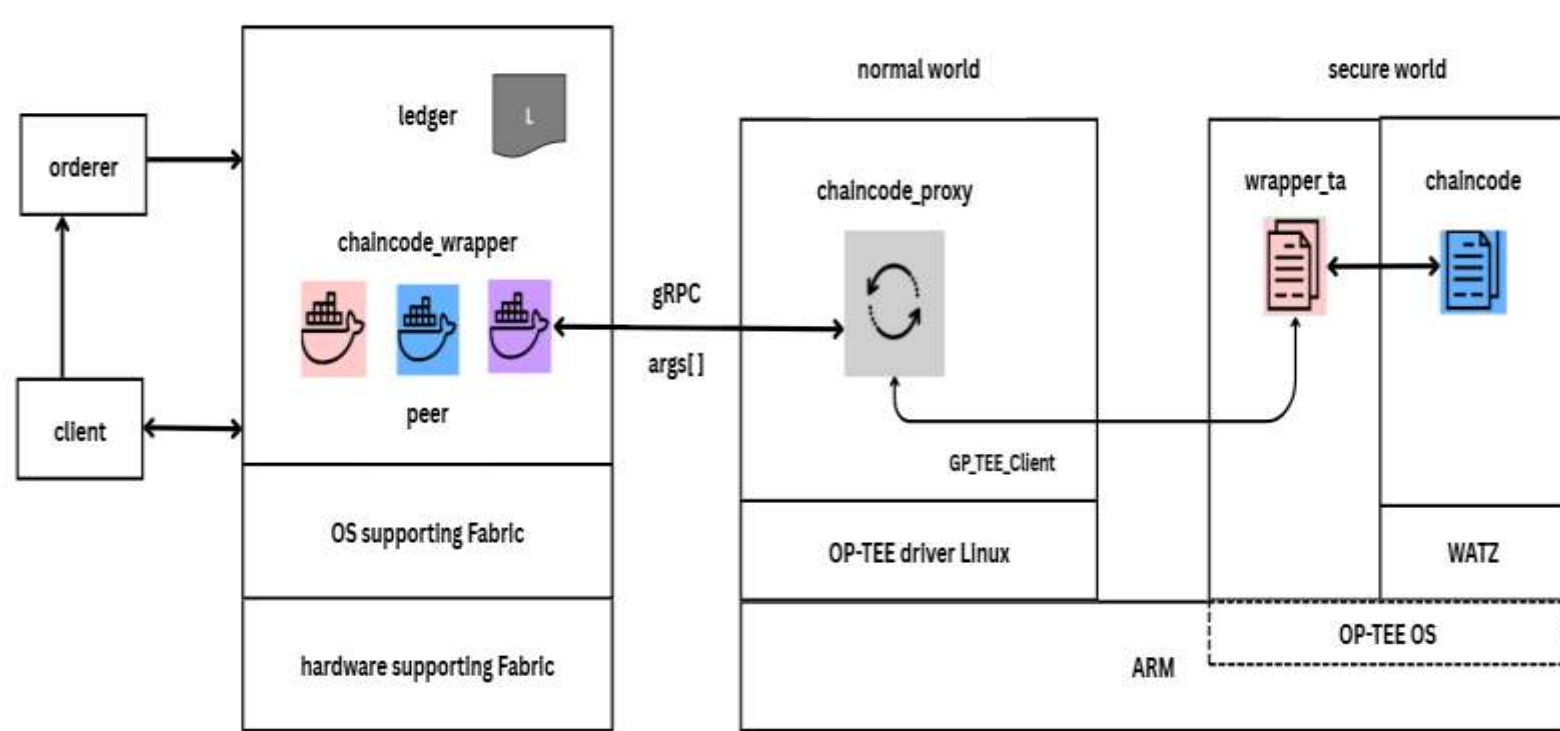 normal world
secure world
ledger
L
orderer
wrapper_ta
chaincode
chaincode_proxy
chaincode_wrapper
gRPC
args[ ]
peer
client
GP_TEE_Client
OS supporting Fabric
OP-TEE driver Linux
WATZ
OP-TEE OS
hardware supporting Fabric
ARM